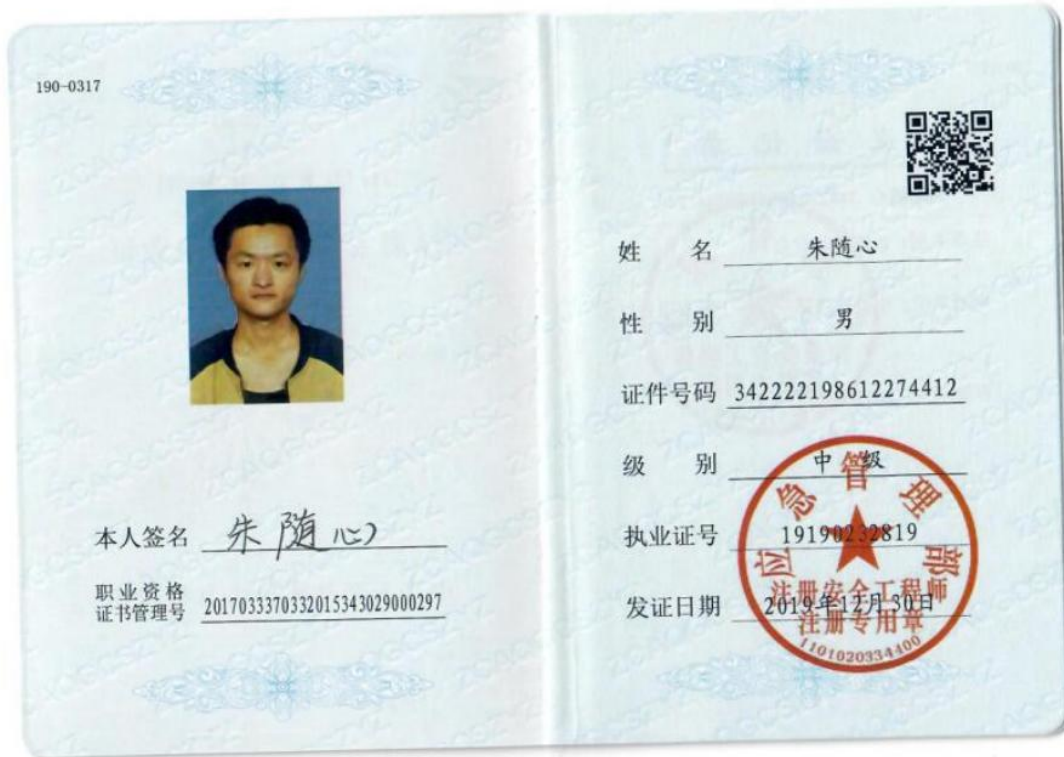 190-0317
本人签名 朱随心
职业资格
证书管理号 2017033370332015343029000297
姓 名 朱随心
性 别 男
证件号码 342222198612274412
级 别 中级
执业证号 19190232819
发证日期 2019年12月30日
应急管理部
注册安全工程师
注册专用章
1101020334400